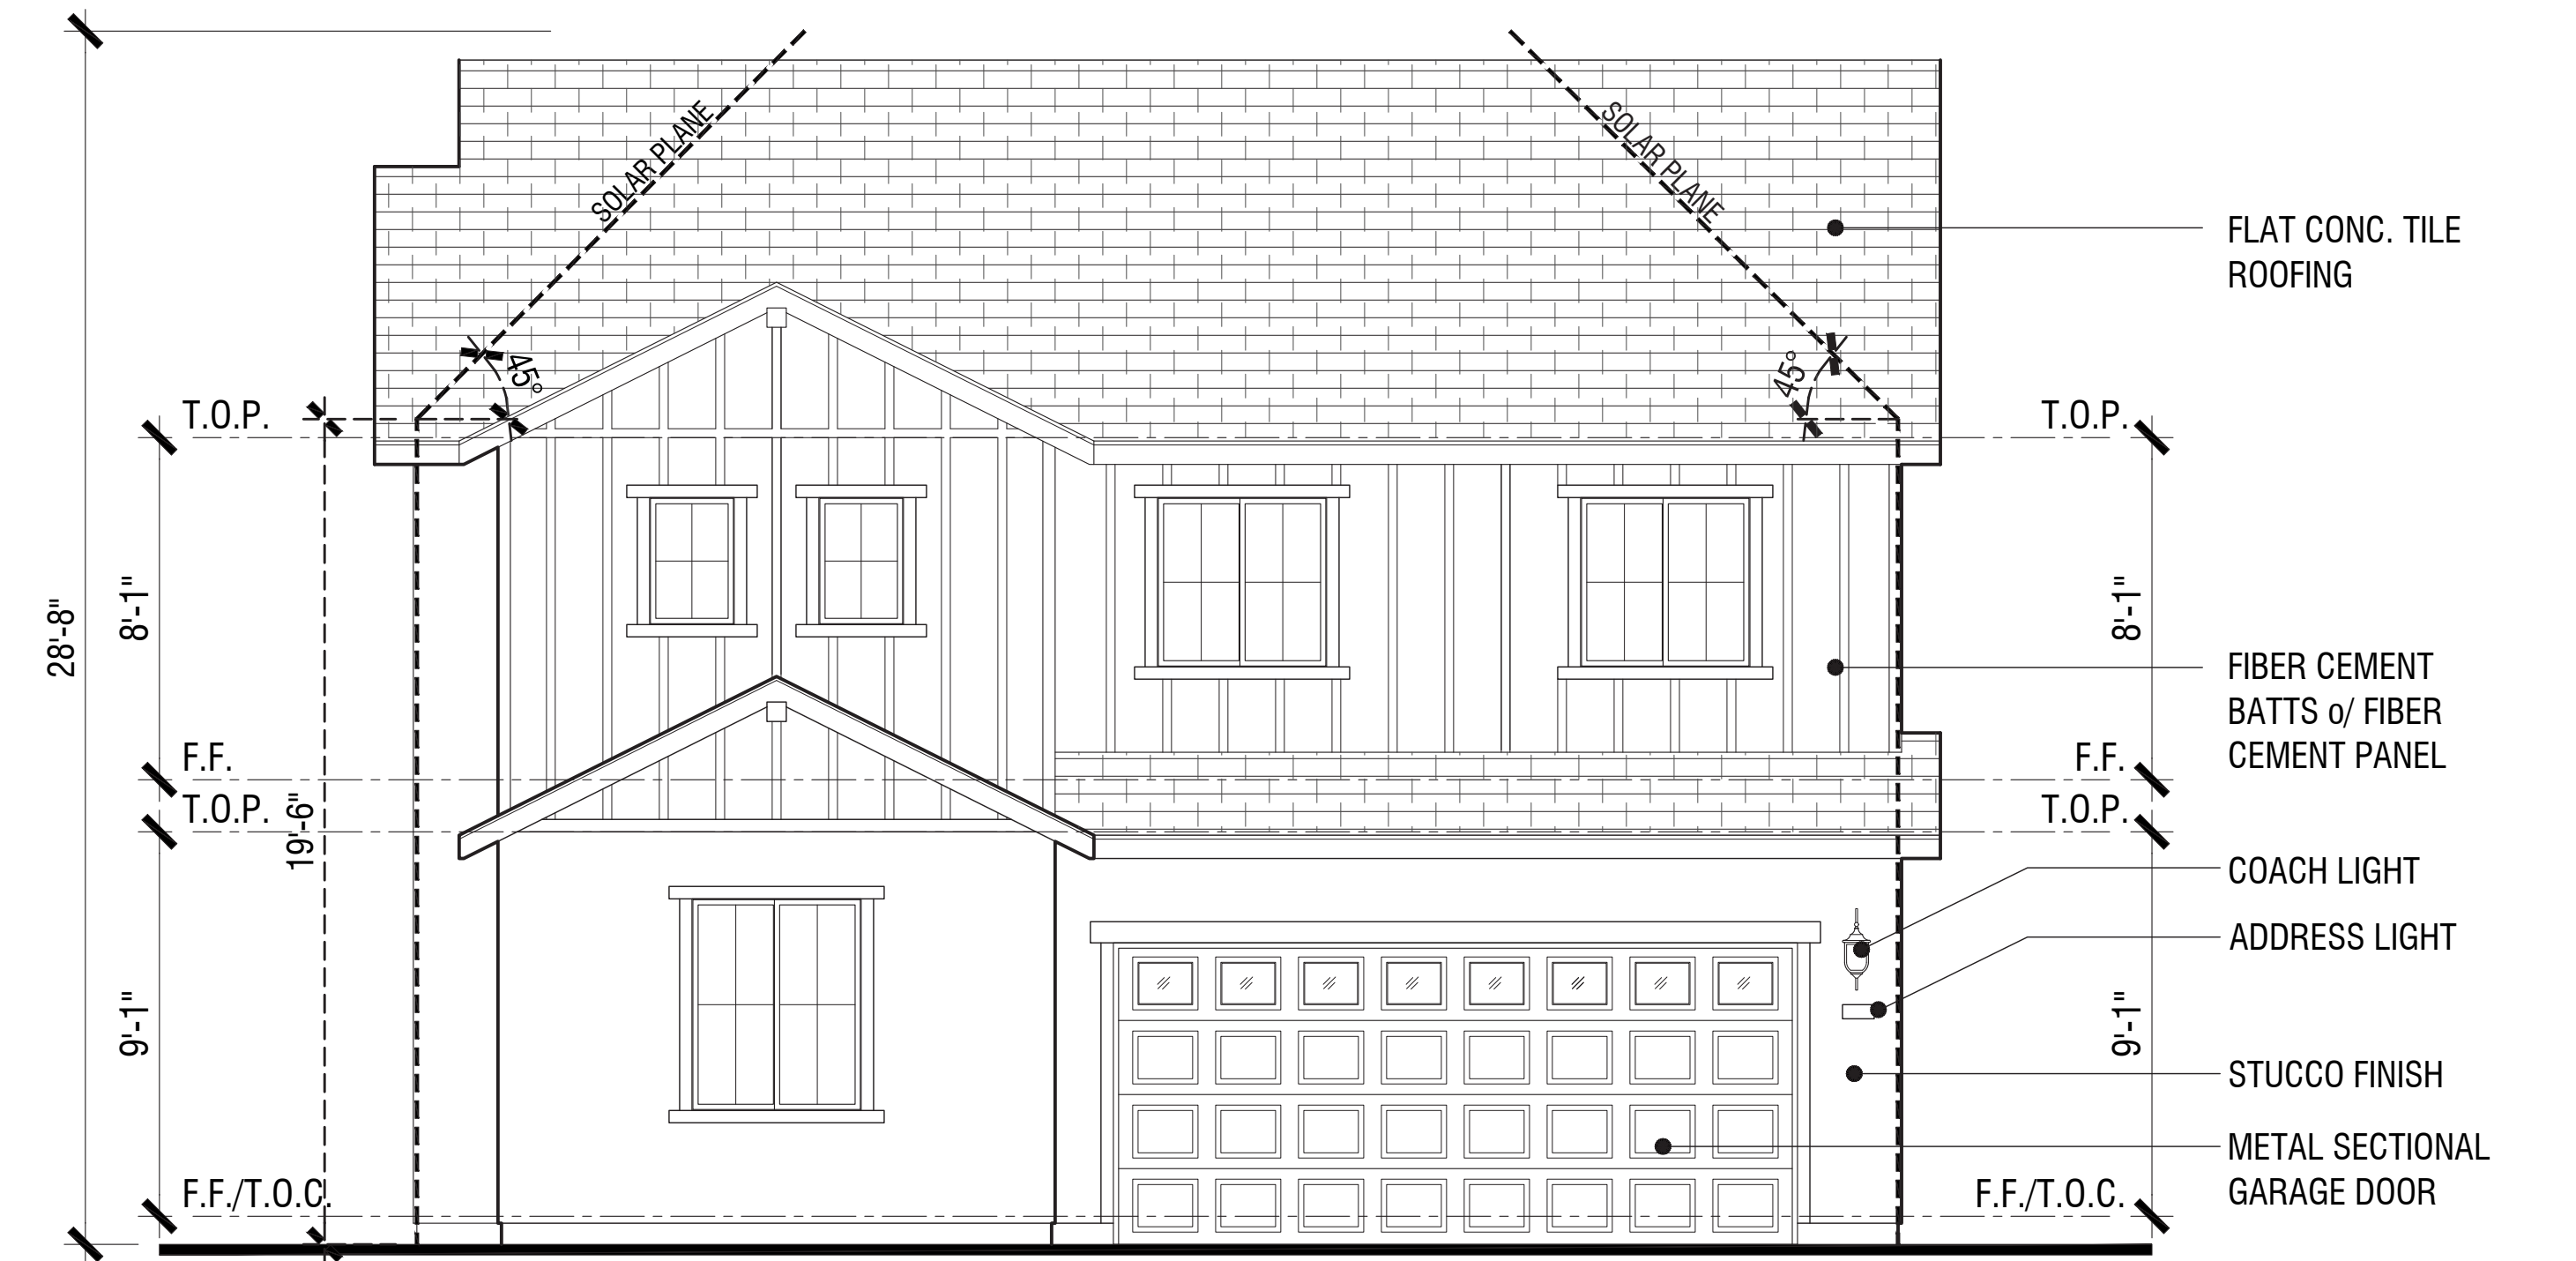 SOLAR PLANE
SOLAR PLANE
FLAT CONC. TILE
ROOFING
45°
45°
T.O.P.
T.O.P.
28'-8"
8'-1"
8'-1"
FIBER CEMENT
BATTS o/ FIBER
CEMENT PANEL
F.F.
F.F.
T.O.P.
T.O.P.
19'-6"
COACH LIGHT
ADDRESS LIGHT
9'-1"
9'-1"
STUCCO FINISH
METAL SECTIONAL
GARAGE DOOR
F.F./T.O.C.
F.F./T.O.C.